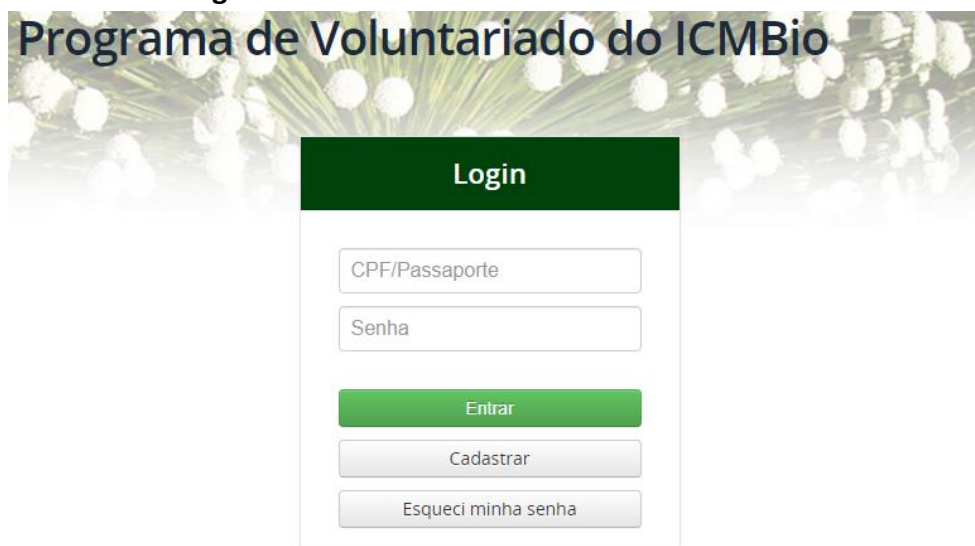 Programa de Voluntariado do ICMBio
Login
CPF/Passaporte
Senha
Entrar
Cadastrar
Esqueci minha senha